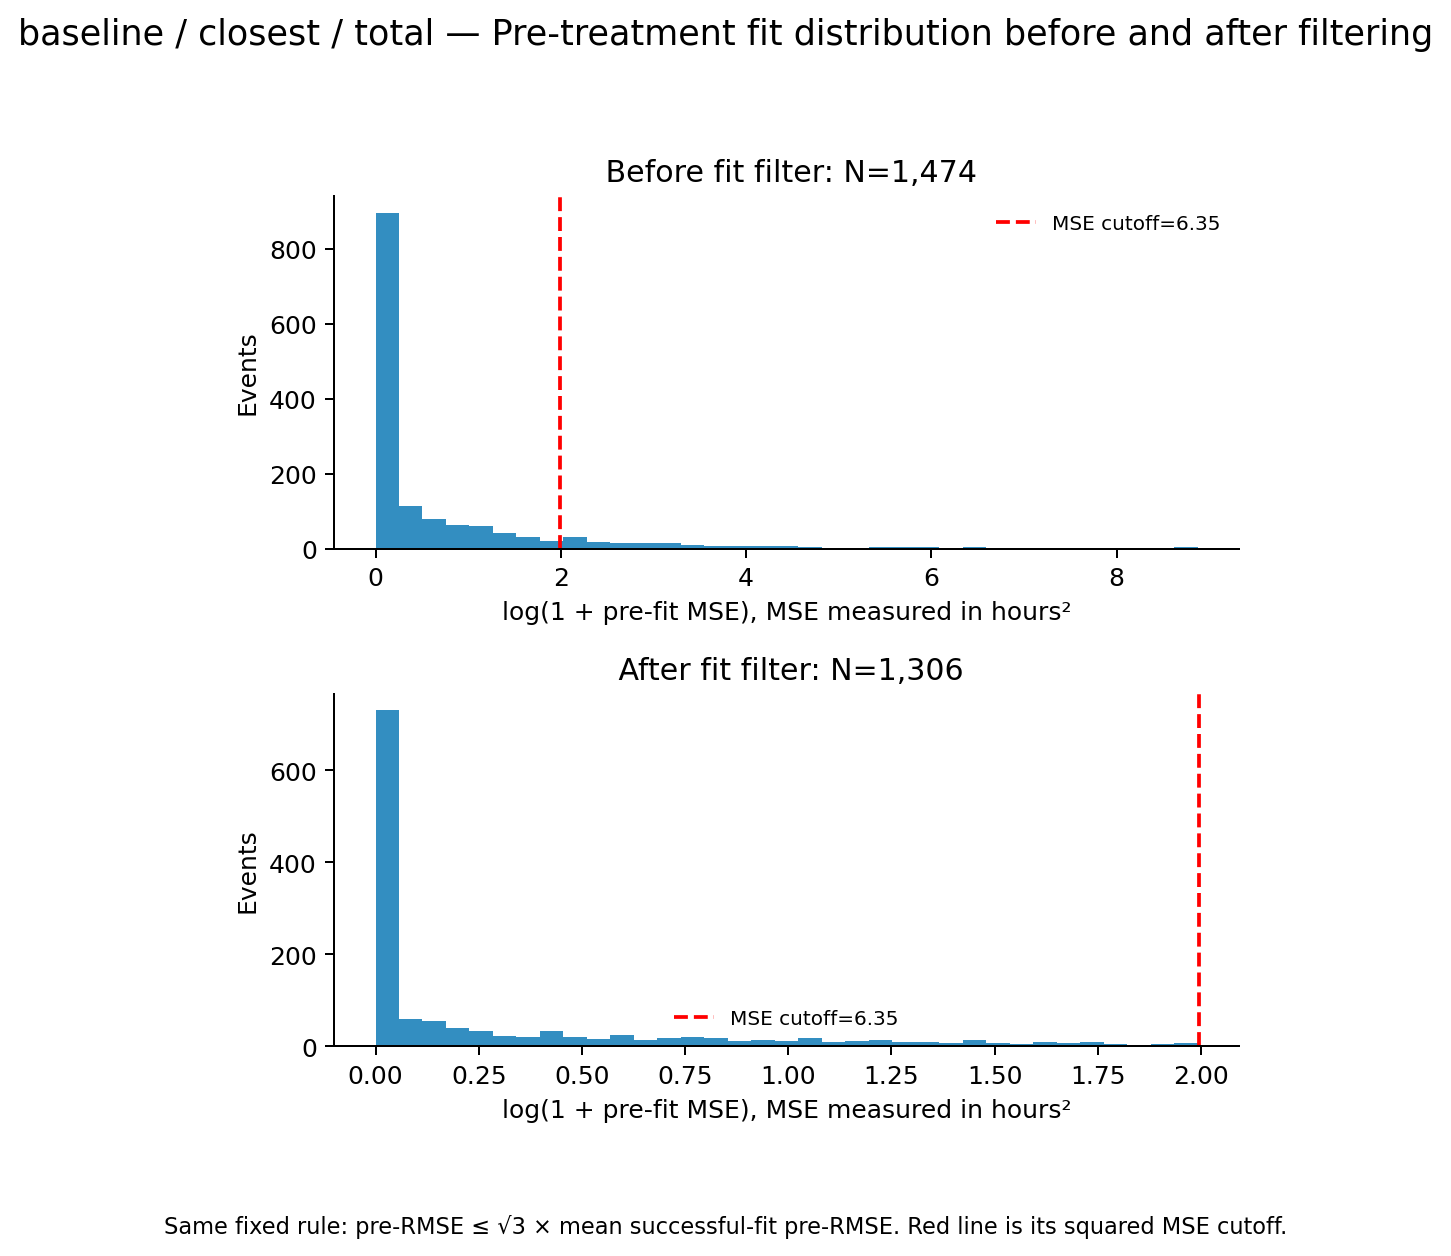 baseline / closest / total — Pre-treatment fit distribution before and after filtering
Before fit filter: N=1,474
MSE cutoff=6.35
Events
800
600
400
200
0
0 2 4 6 8
log(1 + pre-fit MSE), MSE measured in hours²
After fit filter: N=1,306
Events
600
400
200
0
MSE cutoff=6.35
0.00 0.25 0.50 0.75 1.00 1.25 1.50 1.75 2.00
log(1 + pre-fit MSE), MSE measured in hours²
Same fixed rule: pre-RMSE ≤ √3 × mean successful-fit pre-RMSE. Red line is its squared MSE cutoff.